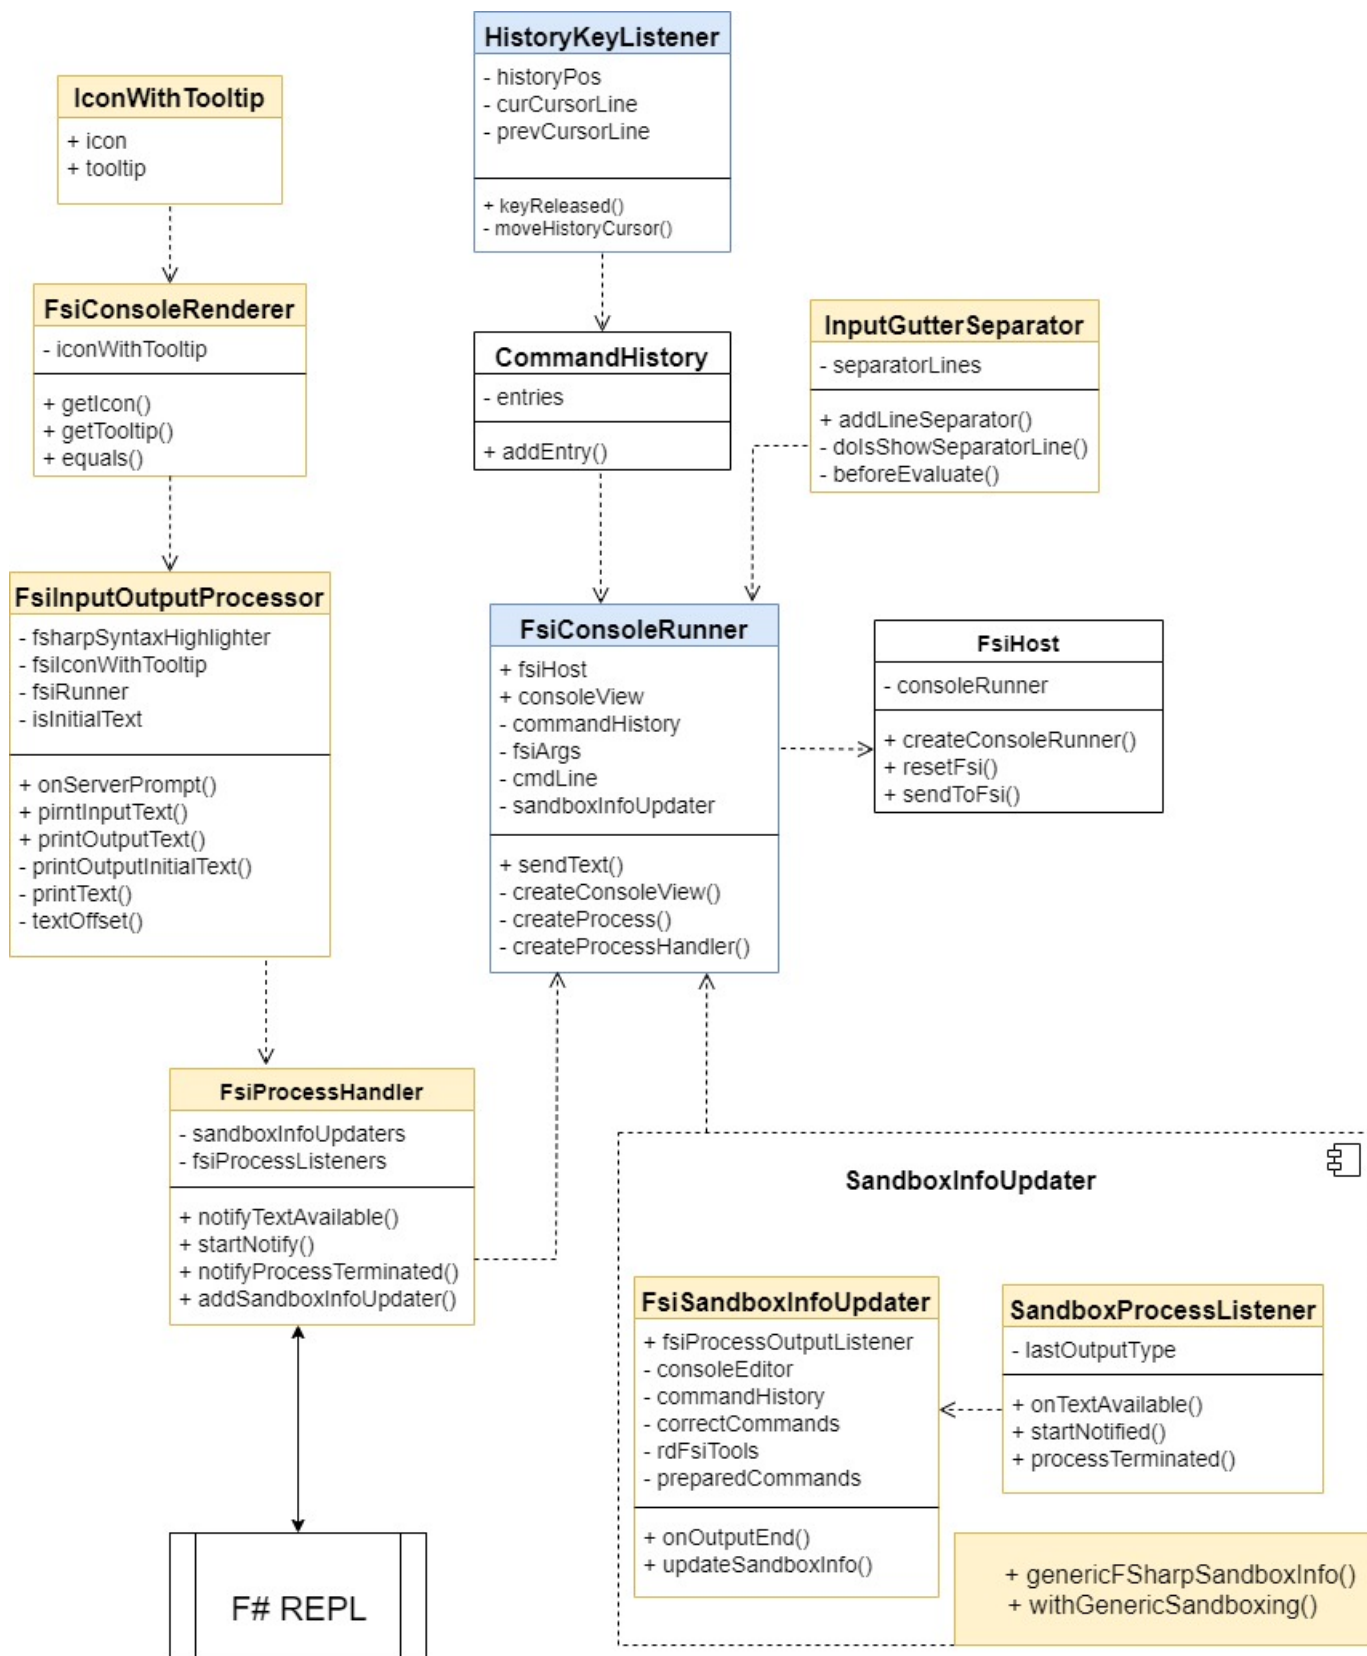 HistoryKeyListener
- historyPos
- curCursorLine
- prevCursorLine
+ keyReleased()
- moveHistoryCursor()
IconWithTooltip
+ icon
+ tooltip
FsiConsoleRenderer
- iconWithTooltip
+ getIcon()
+ getTooltip()
+ equals()
CommandHistory
- entries
+ addEntry()
InputGutterSeparator
- separatorLines
+ addLineSeparator()
- doIsShowSeparatorLine()
- beforeEvaluate()
FsiInputOutputProcessor
- fsharpSyntaxHighlighter
- fsiIconWithTooltip
- fsiRunner
- isInitialText
+ onServerPrompt()
+ pirntInputText()
+ printOutputText()
- printOutputInitialText()
- printText()
- textOffset()
FsiConsoleRunner
+ fsiHost
+ consoleView
- commandHistory
- fsiArgs
- cmdLine
- sandboxInfoUpdater
+ sendText()
- createConsoleView()
- createProcess()
- createProcessHandler()
FsiHost
- consoleRunner
+ createConsoleRunner()
+ resetFsi()
+ sendToFsi()
FsiProcessHandler
- sandboxInfoUpdaters
- fsiProcessListeners
+ notifyTextAvailable()
+ startNotify()
+ notifyProcessTerminated()
+ addSandboxInfoUpdater()
SandboxInfoUpdater
FsiSandboxInfoUpdater
+ fsiProcessOutputListener
- consoleEditor
- commandHistory
- correctCommands
- rdFsiTools
- preparedCommands
+ onOutputEnd()
+ updateSandboxInfo()
SandboxProcessListener
- lastOutputType
+ onTextAvailable()
+ startNotified()
+ processTerminated()
+ genericFSharpSandboxInfo()
+ withGenericSandboxing()
F# REPL